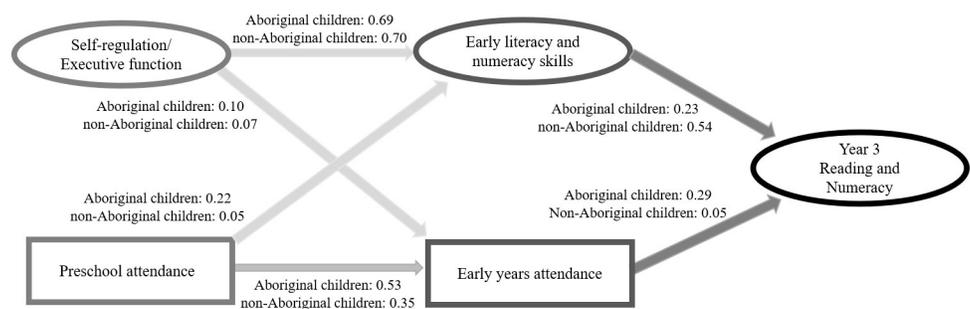 Aboriginal children: 0.69
non-Aboriginal children: 0.70
Self-regulation/
Executive function
Early literacy and
numeracy skills
Aboriginal children: 0.10
non-Aboriginal children: 0.07
Aboriginal children: 0.23
non-Aboriginal children: 0.54
Year 3
Reading and
Numeracy
Aboriginal children: 0.22
non-Aboriginal children: 0.05
Aboriginal children: 0.29
Non-Aboriginal children: 0.05
Preschool attendance
Early years attendance
Aboriginal children: 0.53
non-Aboriginal children: 0.35